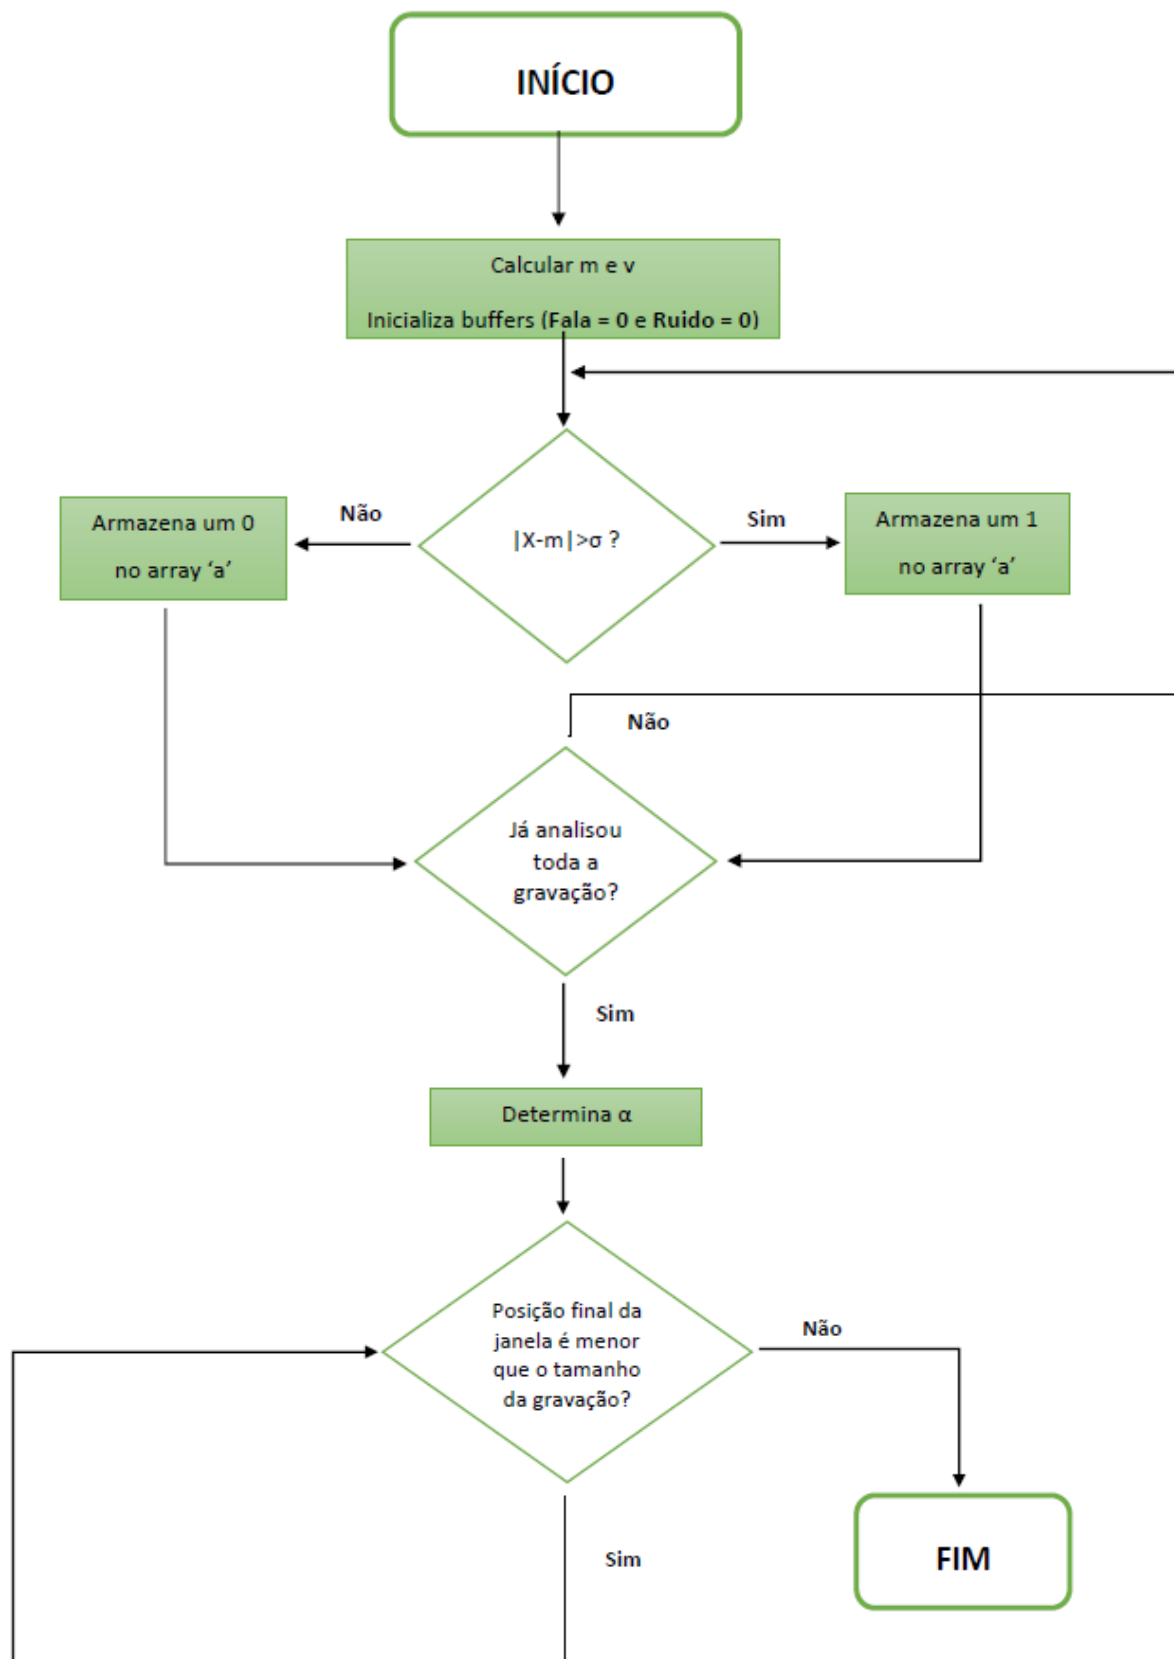 INÍCIO
Calcular m e v
Inicializa buffers (Fala = 0 e Ruido = 0)
Não
Sim
Armazena um 0
no array ‘a’
|X-m|>σ ?
Armazena um 1
no array ‘a’
Não
Já analisou
toda a
gravação?
Sim
Determina α
Posição final da
janela é menor
que o tamanho
da gravação?
Não
Sim
FIM